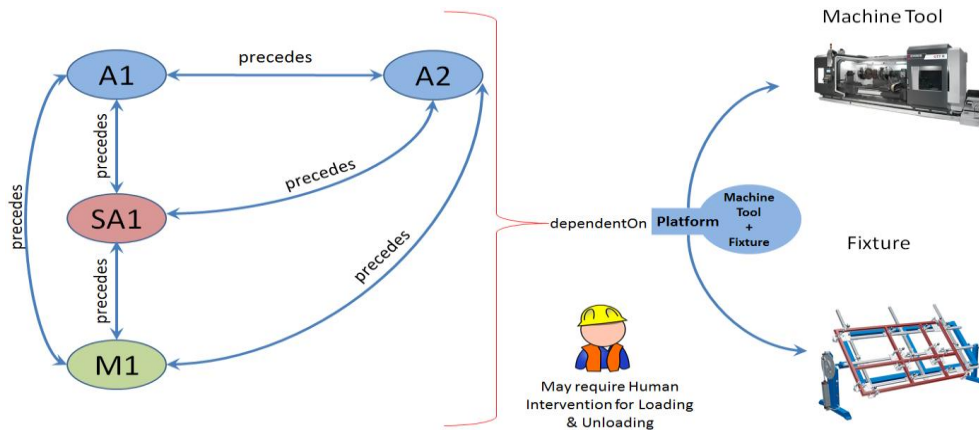 Machine Tool
A1
precedes
A2
precedes
precedes
precedes
SA1
precedes
precedes
M1
dependentOn
Platform
Machine
Tool
+
Fixture
Fixture
May require Human
Intervention for Loading
& Unloading